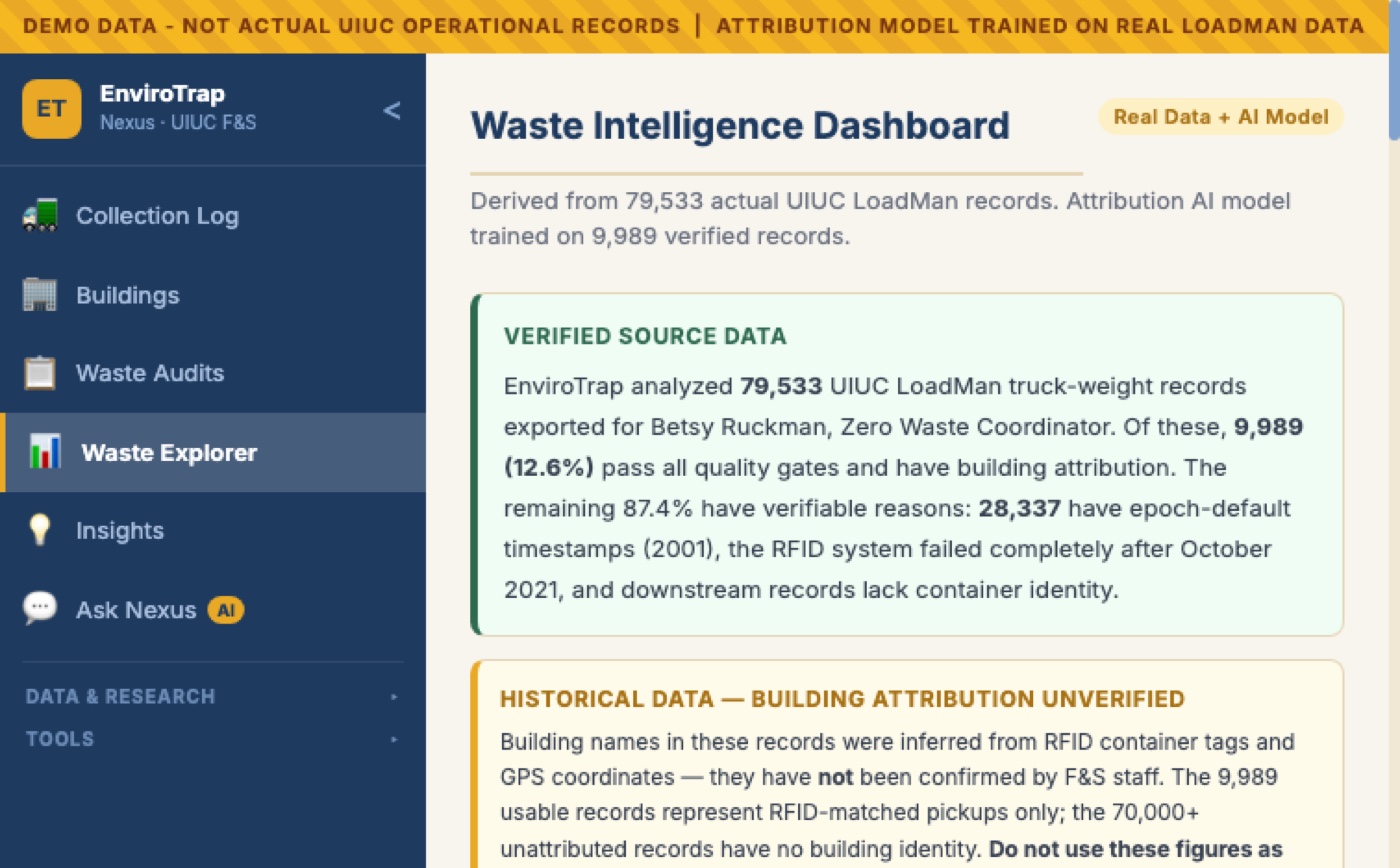 DEMO DATA - NOT ACTUAL UIUC OPERATIONAL RECORDS | ATTRIBUTION MODEL TRAINED ON REAL LOADMAN DATA
ET
EnviroTrap
Nexus · UIUC F&S
<
Collection Log
Buildings
Waste Audits
Waste Explorer
Insights
Ask Nexus AI
DATA & RESEARCH
TOOLS
Waste Intelligence Dashboard
Real Data + AI Model
Derived from 79,533 actual UIUC LoadMan records. Attribution AI model
trained on 9,989 verified records.
VERIFIED SOURCE DATA
EnviroTrap analyzed 79,533 UIUC LoadMan truck-weight records
exported for Betsy Ruckman, Zero Waste Coordinator. Of these, 9,989
(12.6%) pass all quality gates and have building attribution. The
remaining 87.4% have verifiable reasons: 28,337 have epoch-default
timestamps (2001), the RFID system failed completely after October
2021, and downstream records lack container identity.
HISTORICAL DATA — BUILDING ATTRIBUTION UNVERIFIED
Building names in these records were inferred from RFID container tags and
GPS coordinates — they have not been confirmed by F&S staff. The 9,989
usable records represent RFID-matched pickups only; the 70,000+
unattributed records have no building identity. Do not use these figures as